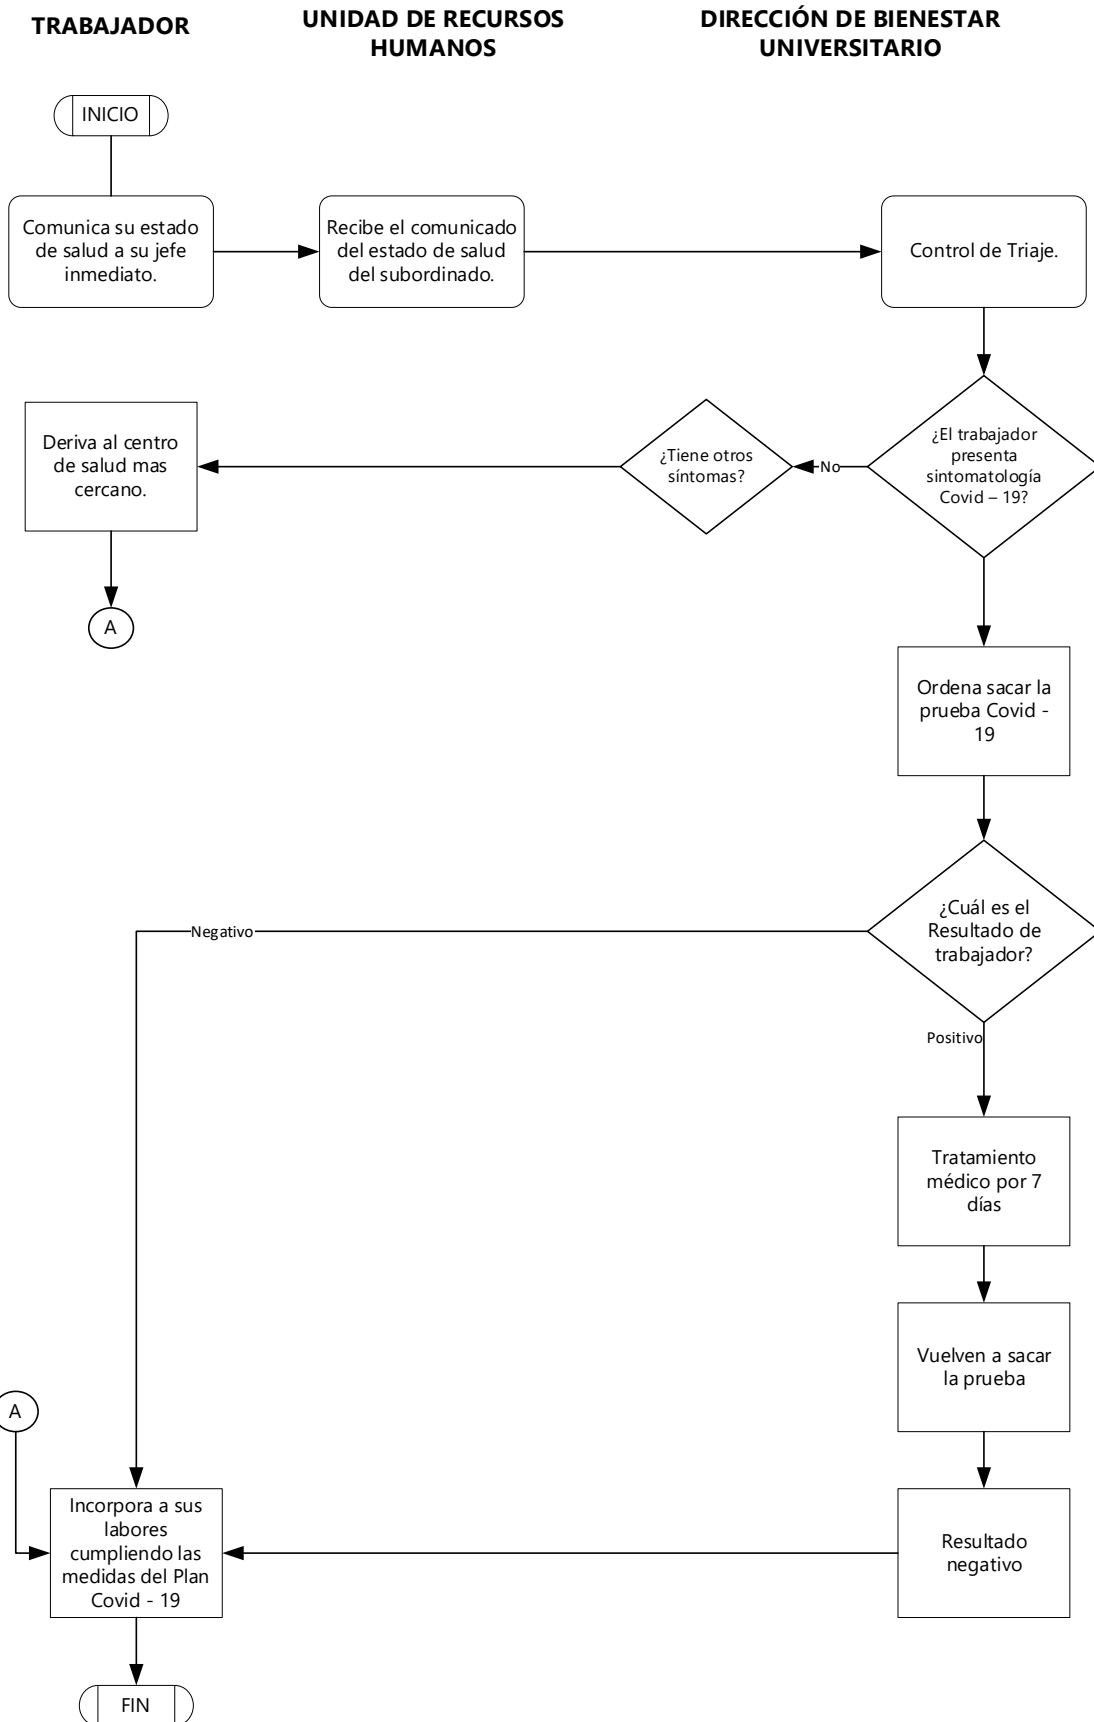 TRABAJADOR
UNIDAD DE RECURSOS
HUMANOS
DIRECCIÓN DE BIENESTAR
UNIVERSITARIO
INICIO
Comunica su estado
de salud a su jefe
inmediato.
Recibe el comunicado
del estado de salud
del subordinado.
Control de Triaje.
¿El trabajador
presenta
sintomatología
Covid – 19?
No
¿Tiene otros
síntomas?
Deriva al centro
de salud mas
cercano.
A
Ordena sacar la
prueba Covid -
19
¿Cuál es el
Resultado de
trabajador?
Negativo
Positivo
Tratamiento
médico por 7
días
Vuelven a sacar
la prueba
A
Incorpora a sus
labores
cumpliendo las
medidas del Plan
Covid - 19
Resultado
negativo
FIN